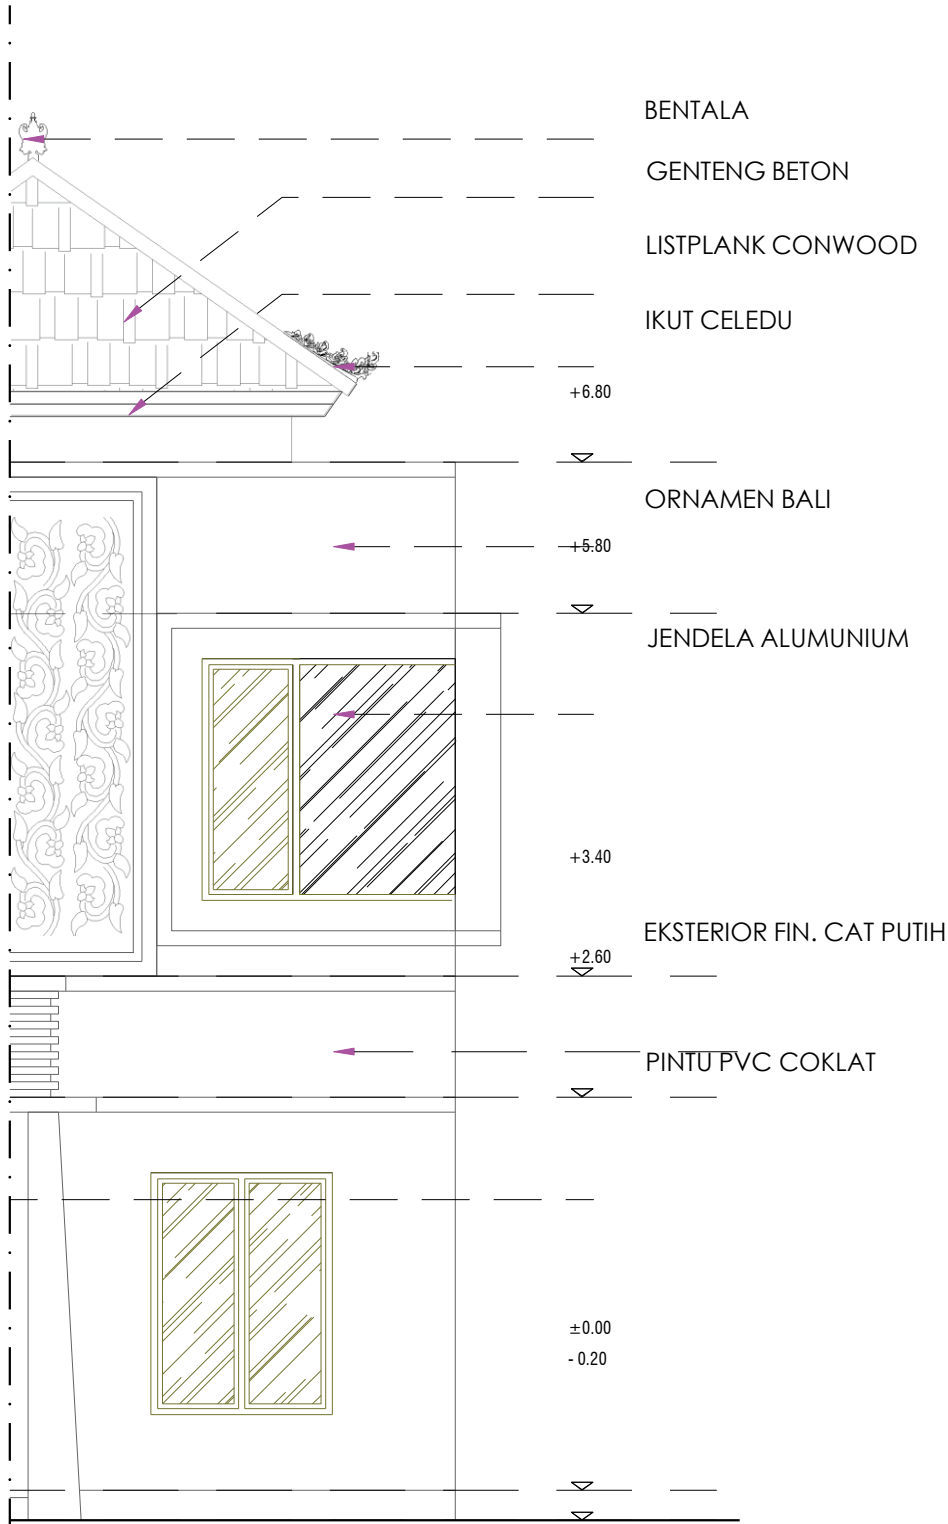 BENTALA
GENTENG BETON
LISTPLANK CONWOOD
IKUT CELEDU
+6.80
ORNAMEN BALI
+5.80
JENDELA ALUMUNIUM
+3.40
EKSTERIOR FIN. CAT PUTIH
+2.60
PINTU PVC COKLAT
±0.00
- 0.20